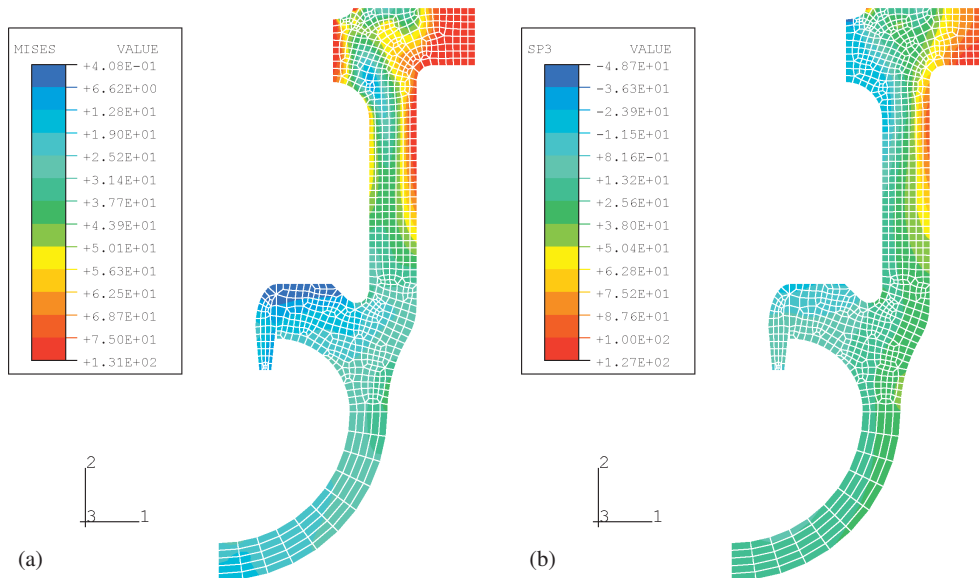 MISES VALUE
+4.08E-01
+6.62E+00
+1.28E+01
+1.90E+01
+2.52E+01
+3.14E+01
+3.77E+01
+4.39E+01
+5.01E+01
+5.63E+01
+6.25E+01
+6.87E+01
+7.50E+01
+1.31E+02
2
3 1
(a)
SP3 VALUE
-4.87E+01
-3.63E+01
-2.39E+01
-1.15E+01
+8.16E-01
+1.32E+01
+2.56E+01
+3.80E+01
+5.04E+01
+6.28E+01
+7.52E+01
+8.76E+01
+1.00E+02
+1.27E+02
2
3 1
(b)